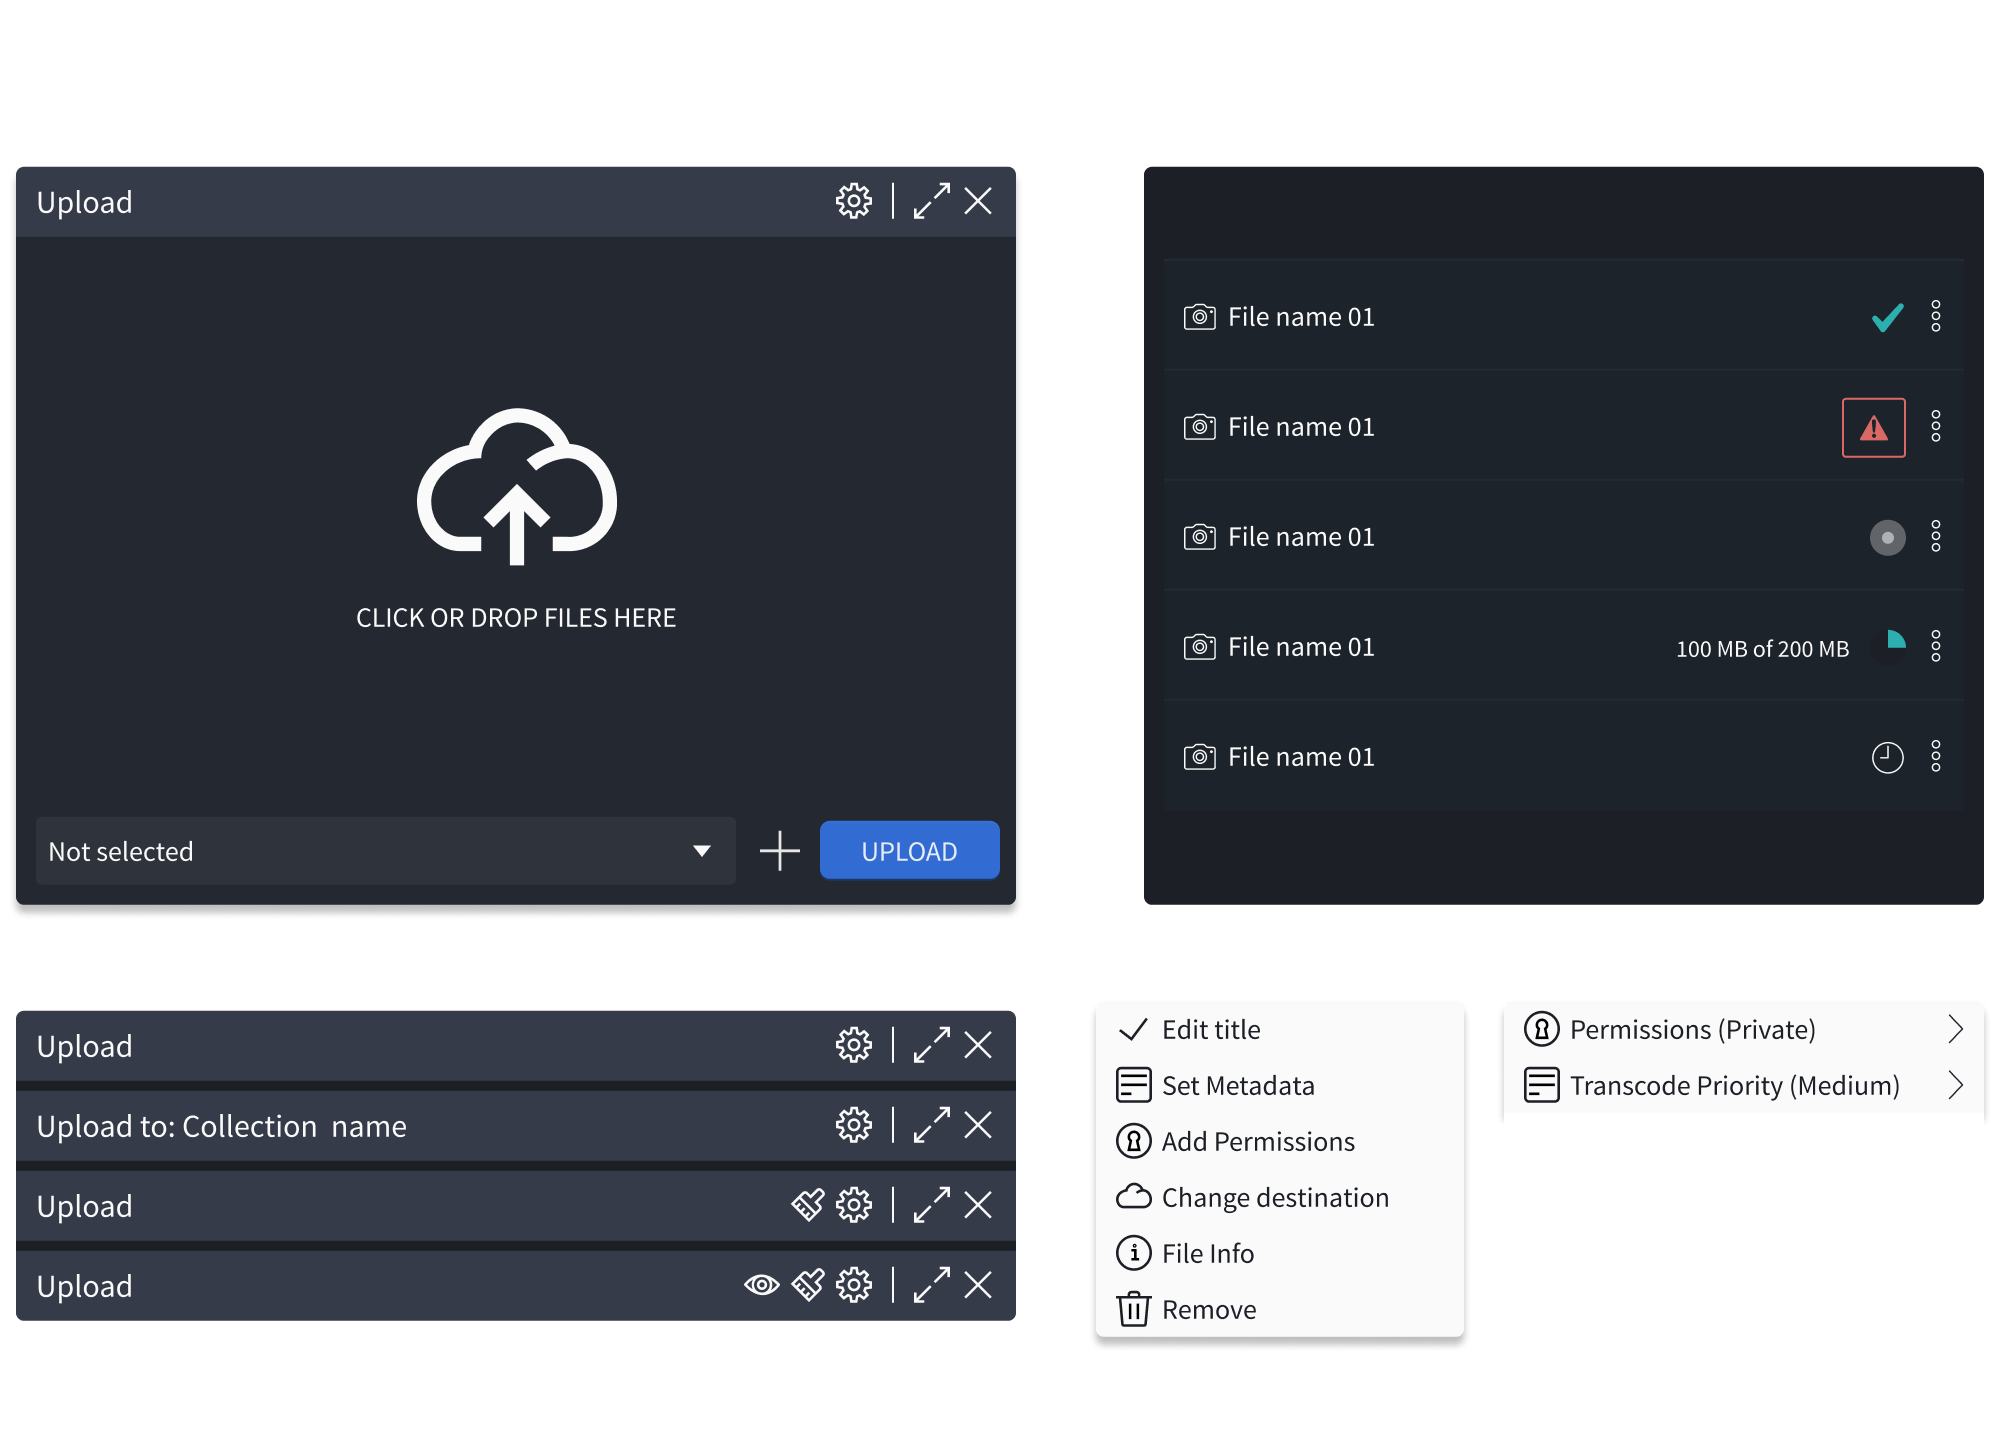 Upload
CLICK OR DROP FILES HERE
Not selected
UPLOAD
File name 01
File name 01
File name 01
File name 01
100 MB of 200 MB
File name 01
Upload
Upload to: Collection  name
Upload
Upload
Edit title
Set Metadata
Add Permissions
Change destination
File Info
Remove
Permissions (Private)
Transcode Priority (Medium)